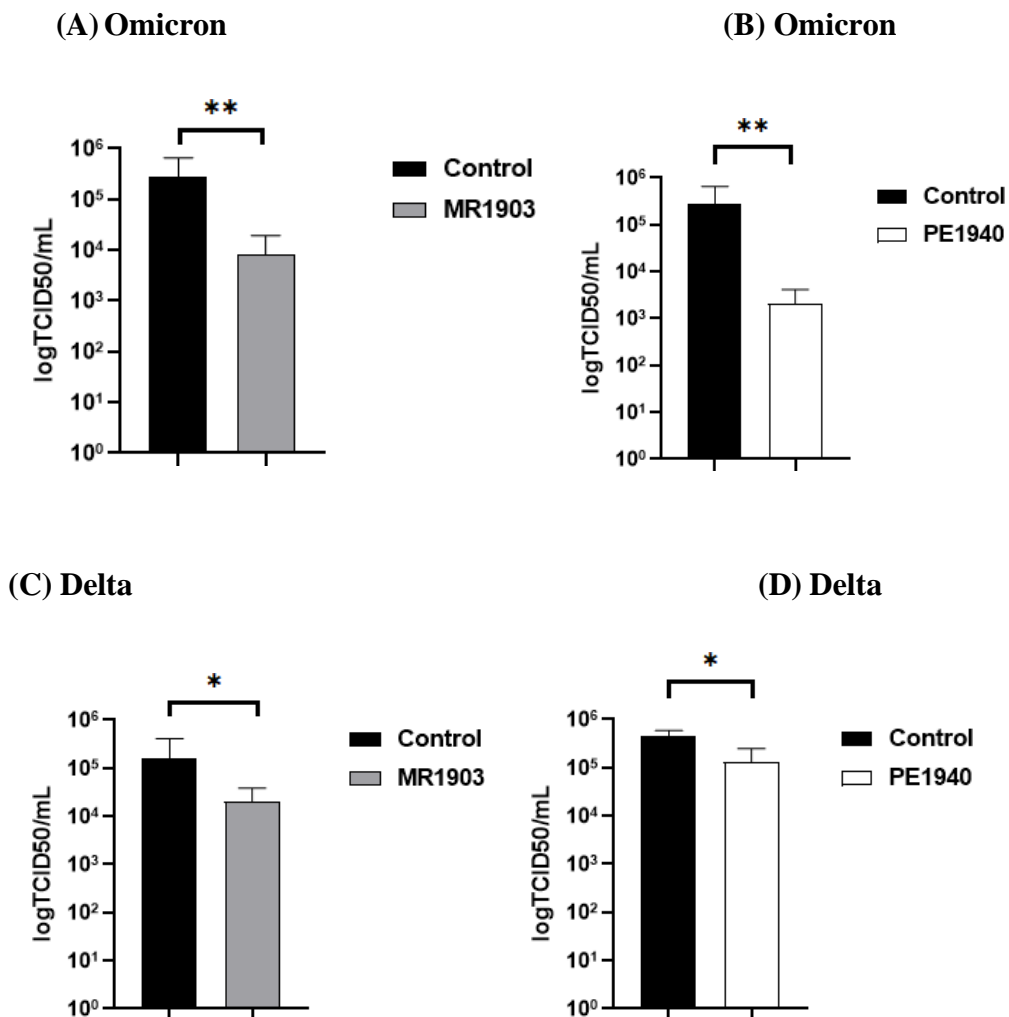 (A) Omicron
(B) Omicron
**
10⁶
10⁵
10⁴
10³
10²
10¹
10⁰
logTCID50/mL
Control
MR1903
**
10⁶
10⁵
10⁴
10³
10²
10¹
10⁰
logTCID50/mL
Control
PE1940
(C) Delta
(D) Delta
*
10⁶
10⁵
10⁴
10³
10²
10¹
10⁰
logTCID50/mL
Control
MR1903
*
10⁶
10⁵
10⁴
10³
10²
10¹
10⁰
logTCID50/mL
Control
PE1940